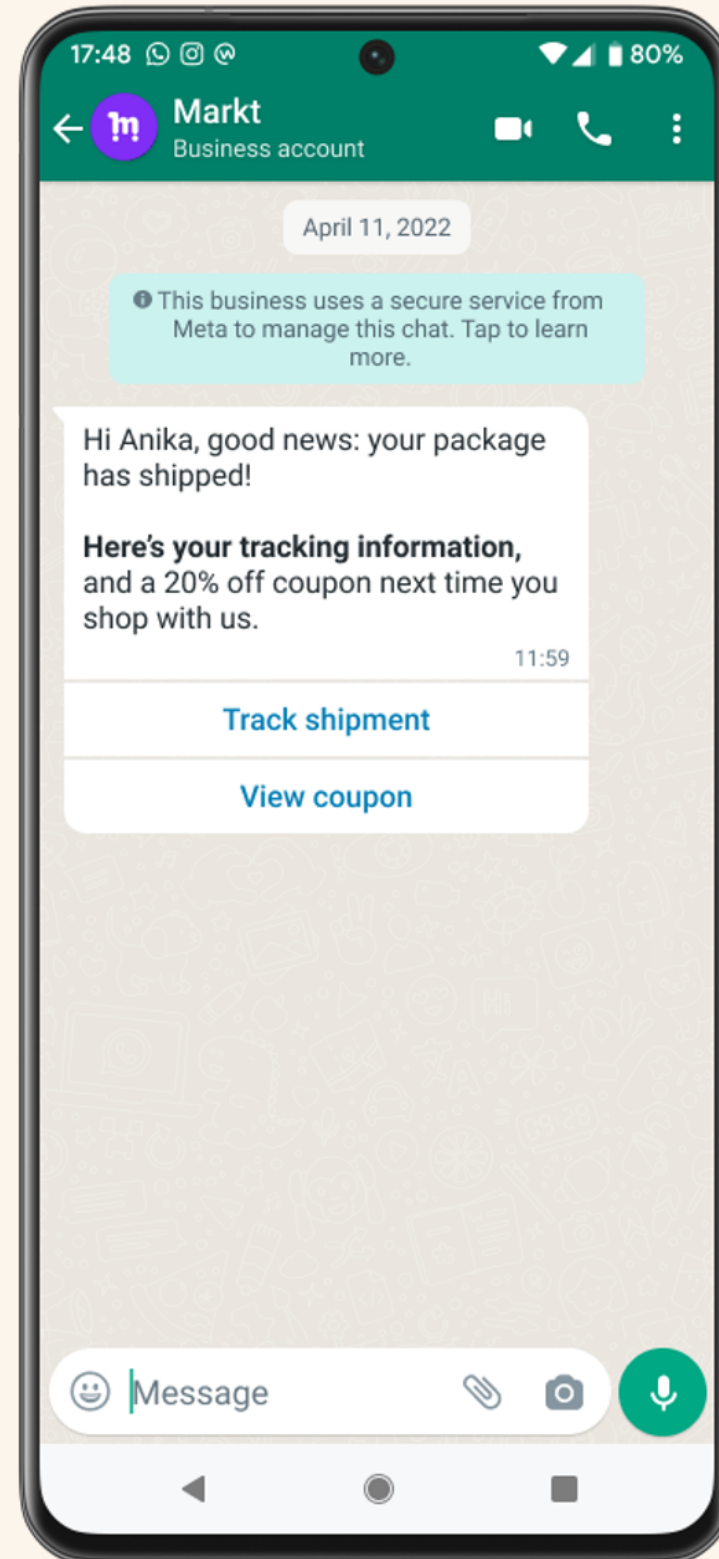 17:48 80%
Markt
Business account
April 11, 2022
This business uses a secure service from
Meta to manage this chat. Tap to learn
more.
Hi Anika, good news: your package
has shipped!
Here's your tracking information,
and a 20% off coupon next time you
shop with us.
11:59
Track shipment
View coupon
Message